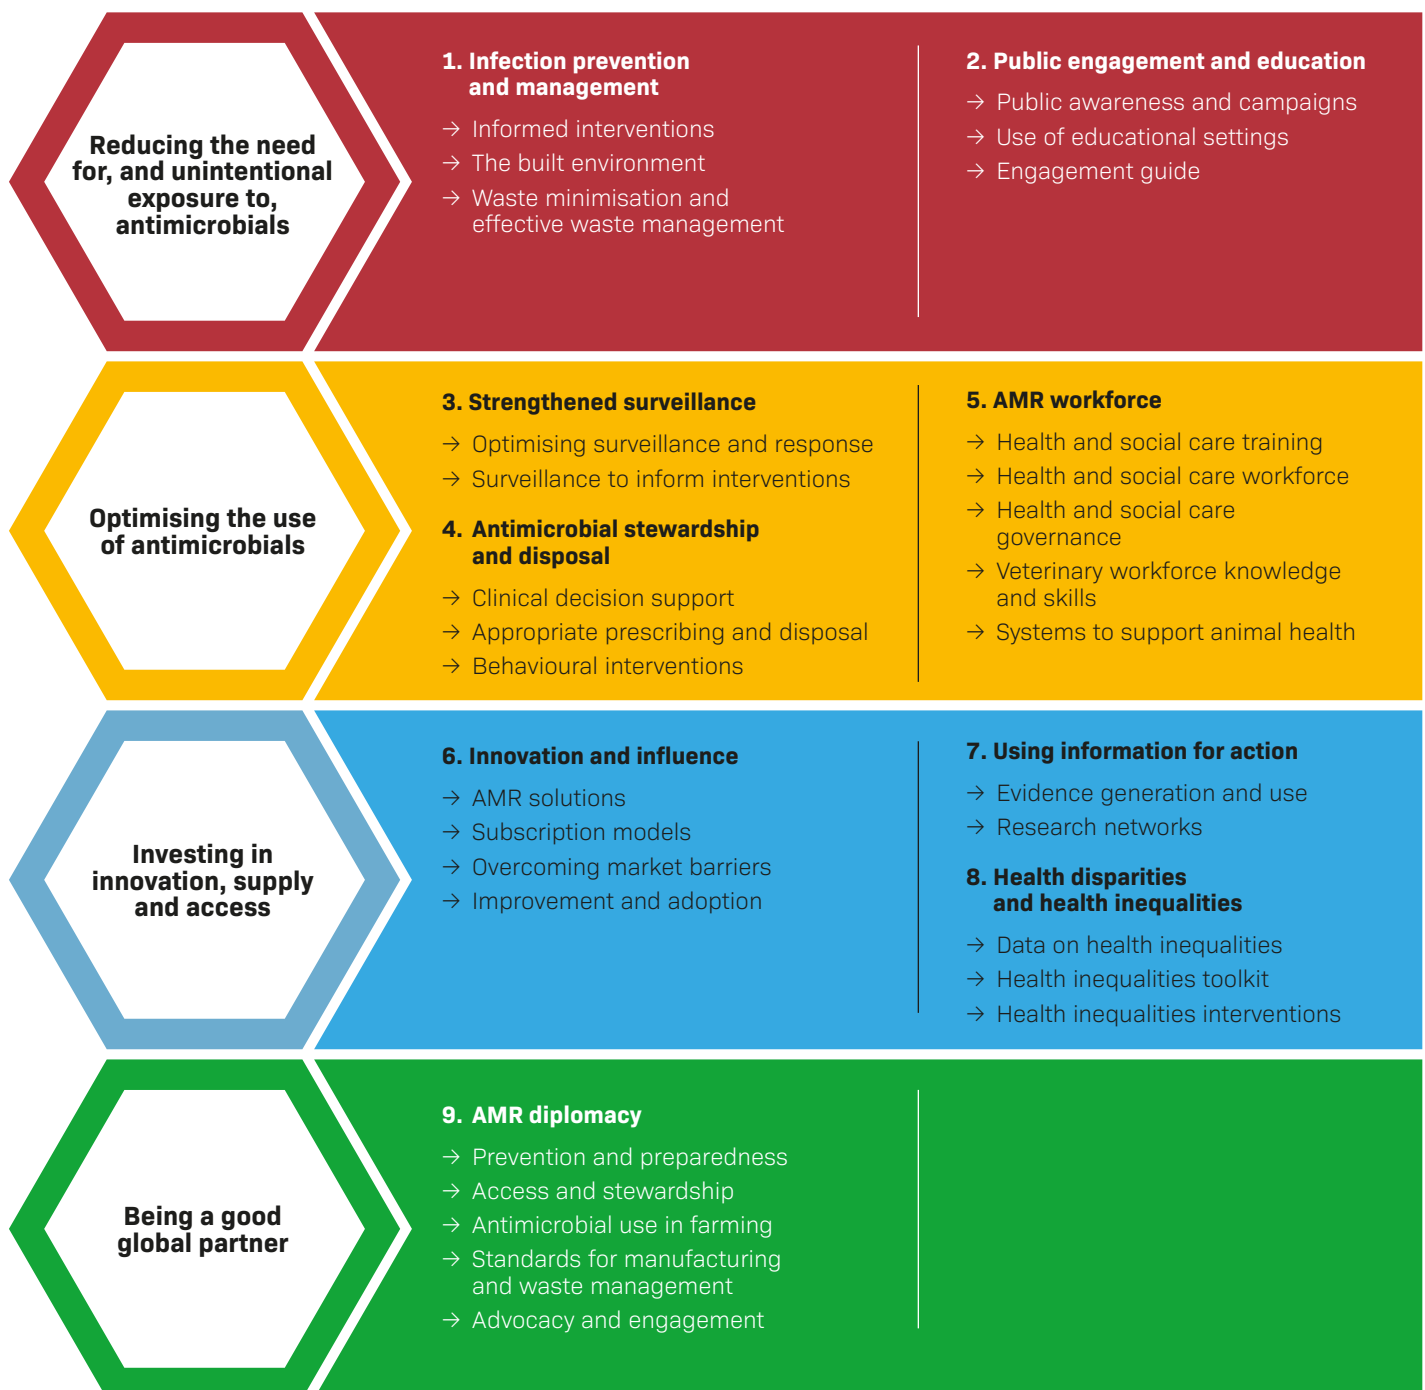 Reducing the need
for, and unintentional
exposure to,
antimicrobials
1. Infection prevention
and management
→ Informed interventions
→ The built environment
→ Waste minimisation and
effective waste management
2. Public engagement and education
→ Public awareness and campaigns
→ Use of educational settings
→ Engagement guide
Optimising the use
of antimicrobials
3. Strengthened surveillance
→ Optimising surveillance and response
→ Surveillance to inform interventions
4. Antimicrobial stewardship
and disposal
→ Clinical decision support
→ Appropriate prescribing and disposal
→ Behavioural interventions
5. AMR workforce
→ Health and social care training
→ Health and social care workforce
→ Health and social care
governance
→ Veterinary workforce knowledge
and skills
→ Systems to support animal health
Investing in
innovation, supply
and access
6. Innovation and influence
→ AMR solutions
→ Subscription models
→ Overcoming market barriers
→ Improvement and adoption
7. Using information for action
→ Evidence generation and use
→ Research networks
8. Health disparities
and health inequalities
→ Data on health inequalities
→ Health inequalities toolkit
→ Health inequalities interventions
Being a good
global partner
9. AMR diplomacy
→ Prevention and preparedness
→ Access and stewardship
→ Antimicrobial use in farming
→ Standards for manufacturing
and waste management
→ Advocacy and engagement